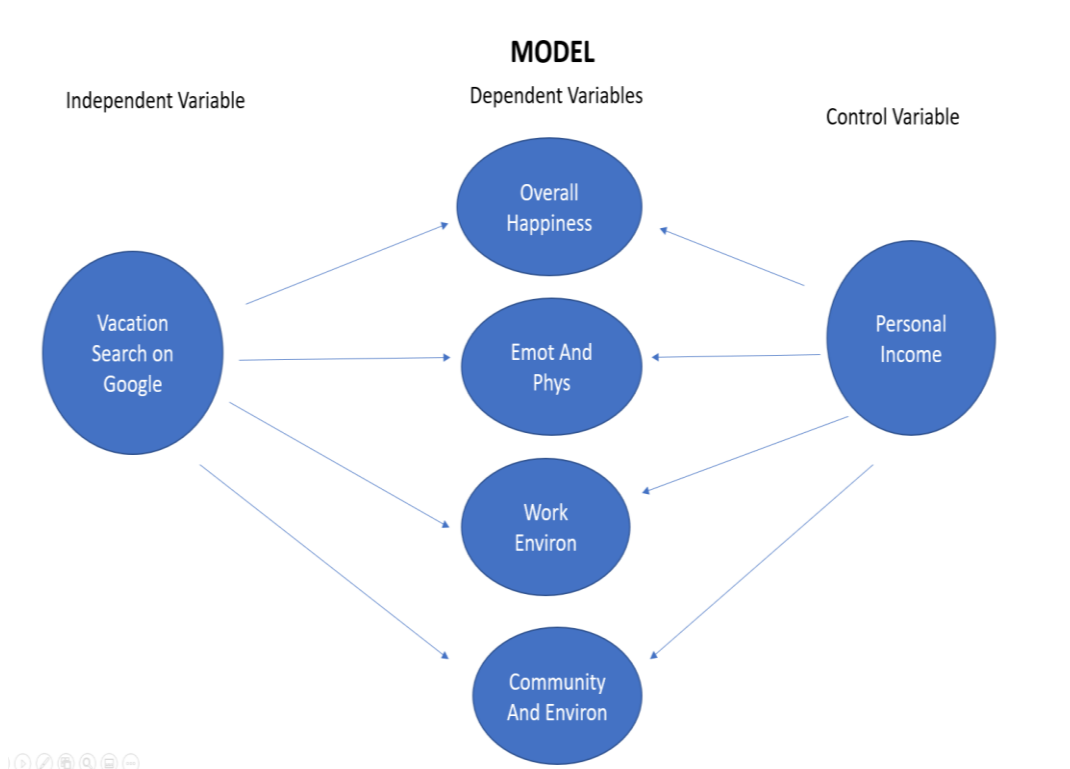 MODEL
Independent Variable
Dependent Variables
Control Variable
Overall
Happiness
Vacation
Search on
Google
Emot And
Phys
Personal
Income
Work
Environ
Community
And Environ